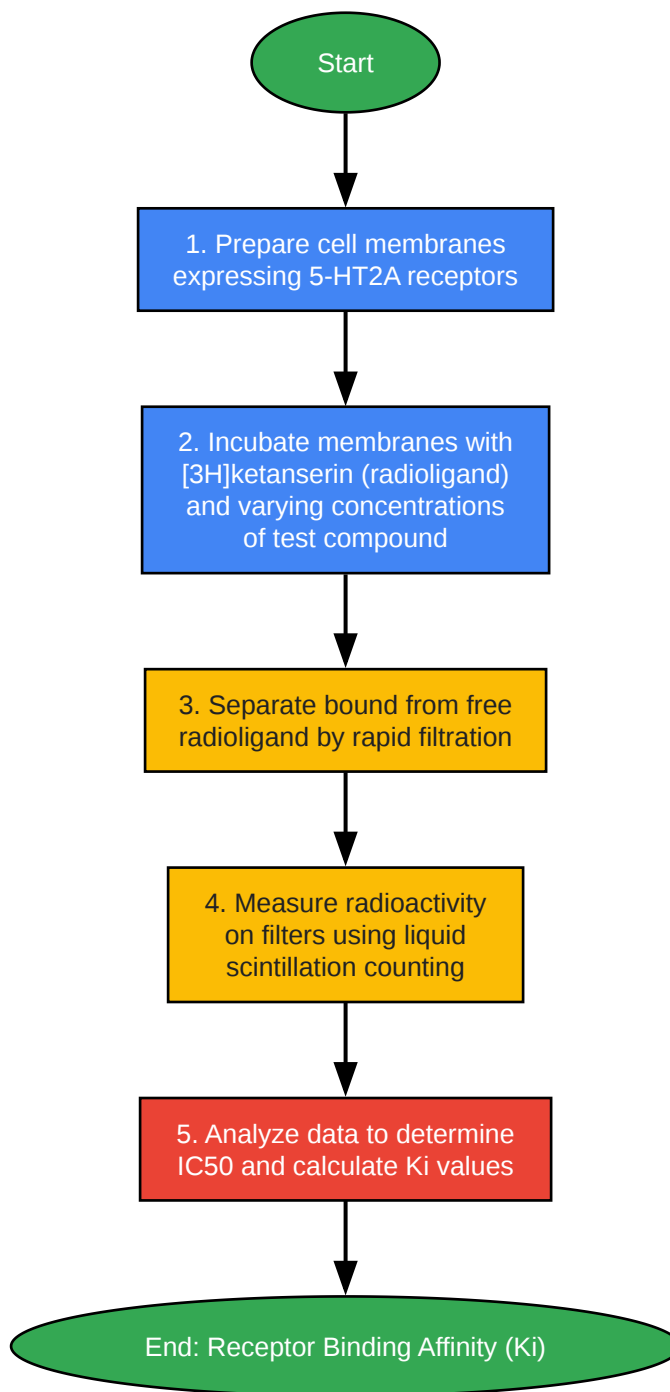 Start
1. Prepare cell membranes
expressing 5-HT2A receptors
2. Incubate membranes with
[3H]ketanserin (radioligand)
and varying concentrations
of test compound
3. Separate bound from free
radioligand by rapid filtration
4. Measure radioactivity
on filters using liquid
scintillation counting
5. Analyze data to determine
IC50 and calculate Ki values
End: Receptor Binding Affinity (Ki)